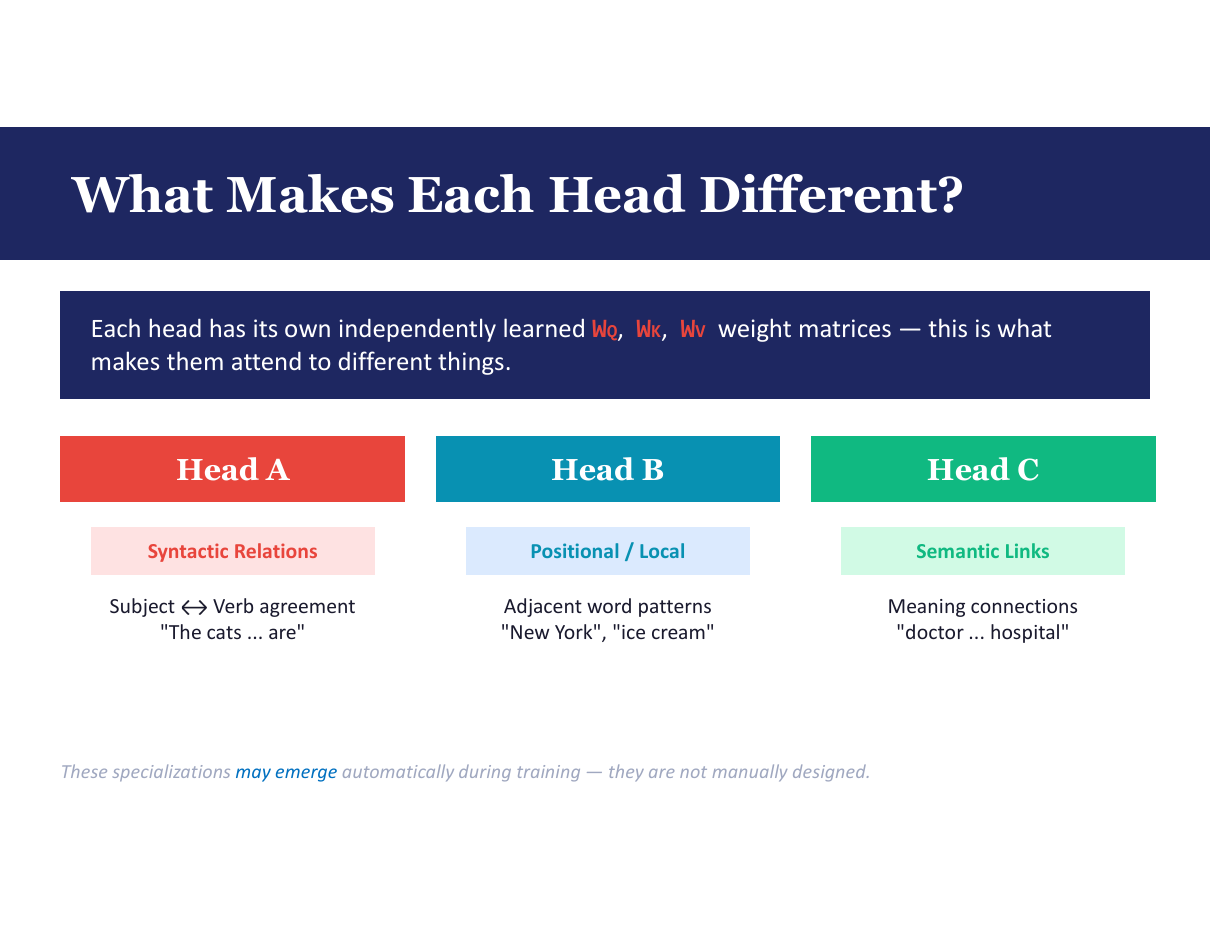 What Makes Each Head Different?
Each head has its own independently learned WQ, WK, WV weight matrices — this is what
makes them attend to different things.
Head A
Head B
Head C
Syntactic Relations
Positional / Local
Semantic Links
Subject ↔ Verb agreement
"The cats ... are"
Adjacent word patterns
"New York", "ice cream"
Meaning connections
"doctor ... hospital"
These specializations may emerge automatically during training — they are not manually designed.